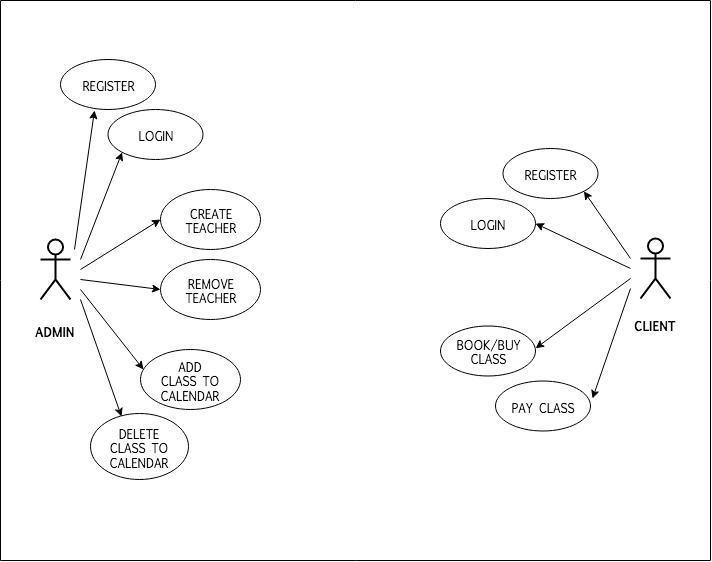 REGISTER
LOGIN
CREATE
TEACHER
REMOVE
TEACHER
ADMIN
ADD
CLASS TO
CALENDAR
DELETE
CLASS TO
CALENDAR
REGISTER
LOGIN
CLIENT
BOOK/BUY
CLASS
PAY CLASS